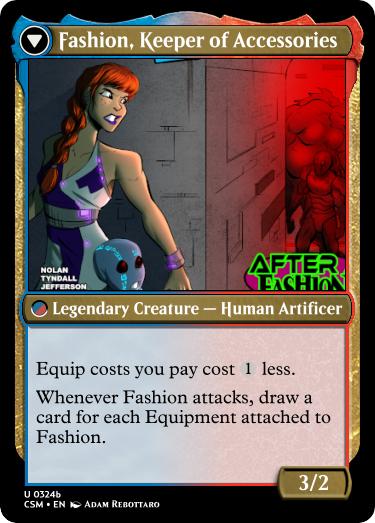 Fashion, Keeper of Accessories
NOLAN
TYNDALL
JEFFERSON
AFTER
FASHION
Legendary Creature — Human Artificer
Equip costs you pay cost 1 less.
Whenever Fashion attacks, draw a
card for each Equipment attached to
Fashion.
3/2
U 0324b
CSM • EN Adam Rebottaro